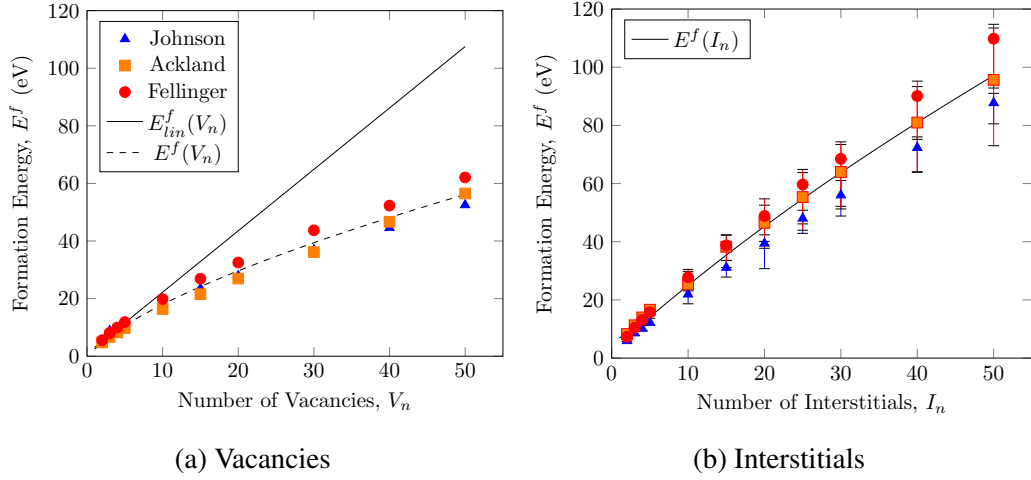 120
100
80
60
40
20
0
Formation Energy, E^f (eV)
Johnson
Ackland
Fellinger
E^f_{lin}(V_n)
E^f(V_n)
0 10 20 30 40 50
Number of Vacancies, V_n
(a) Vacancies
120
100
80
60
40
20
0
Formation Energy, E^f (eV)
E^f(I_n)
10 20 30 40 50
Number of Interstitials, I_n
(b) Interstitials